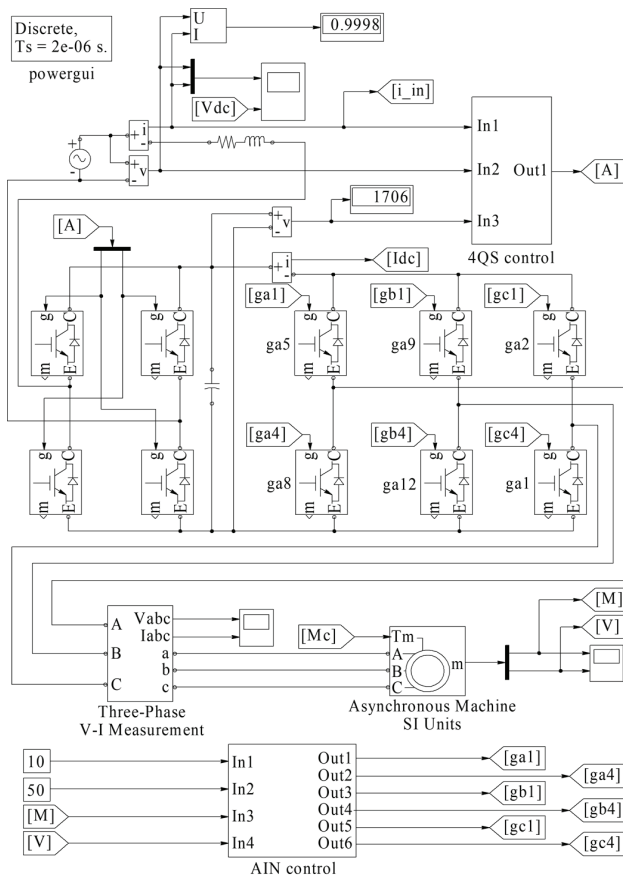 Discrete,
Ts = 2e-06 s.
powergui
U
I
0.9998
[Vdc]
[i_in]
+ i
-
+ v
-
+
-
In1
In2
In3
Out1
[A]
4QS control
1706
+ v
-
[A]
+ i
-
[Idc]
g C
m E
g C
m E
[ga1]
g C
m E
ga5
[gb1]
g C
m E
ga9
[gc1]
g C
m E
ga2
g C
m E
g C
m E
[ga4]
g C
m E
ga8
[gb4]
g C
m E
ga12
[gc4]
g C
m E
ga1
A
B
C
Vabc
Iabc
a
b
c
Three-Phase
V-I Measurement
[Mc]
Tm
A
B
C
m
Asynchronous Machine
SI Units
[M]
[V]
10
50
[M]
[V]
In1
In2
In3
In4
Out1
Out2
Out3
Out4
Out5
Out6
AIN control
[ga1]
[ga4]
[gb1]
[gb4]
[gc1]
[gc4]